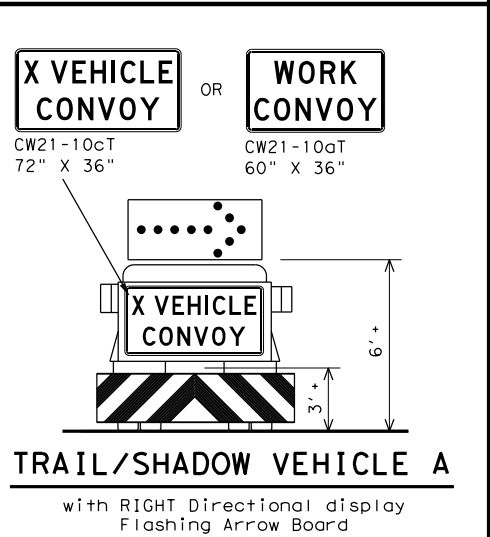 X VEHICLE
CONVOY
OR
WORK
CONVOY
CW21-10cT
72" X 36"
CW21-10aT
60" X 36"
X VEHICLE
CONVOY
6' +
3' +
TRAIL/SHADOW VEHICLE A
with RIGHT Directional display
Flashing Arrow Board